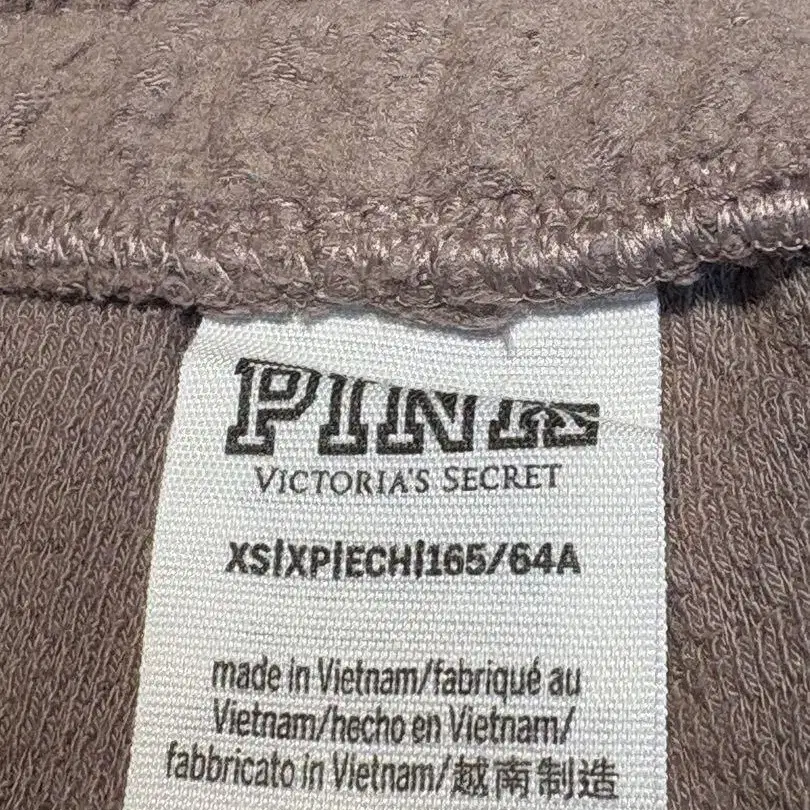 PINK
VICTORIA'S SECRET
XS|XP|ECH|165/64A
made in Vietnam/fabriqué au
Vietnam/hecho en Vietnam/
fabbricato in Vietnam/越南制造